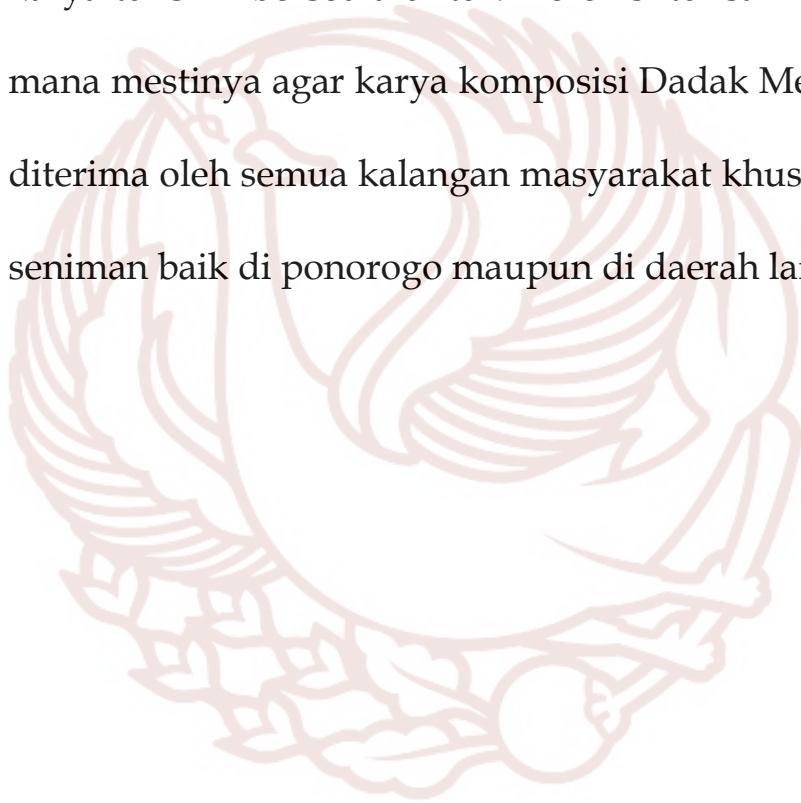 mana mestinya agar karya komposisi Dadak Me
diterima oleh semua kalangan masyarakat khus
seniman baik di ponorogo maupun di daerah lai